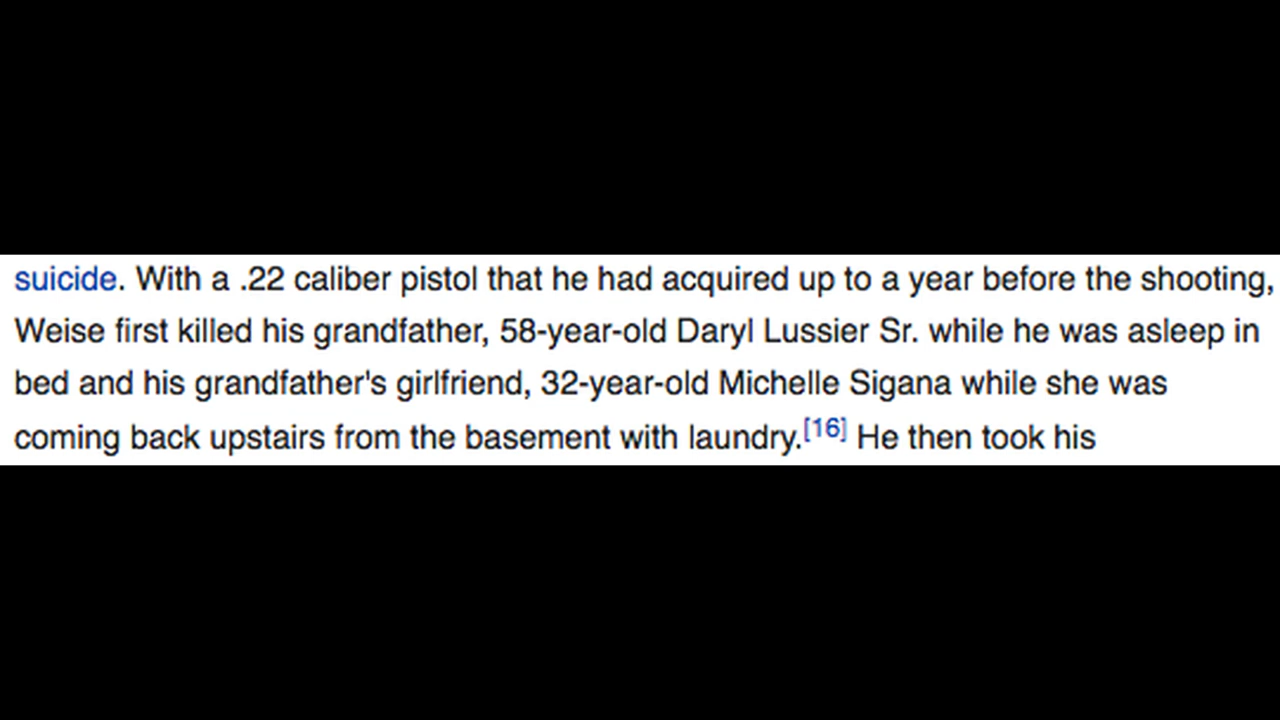 suicide. With a .22 caliber pistol that he had acquired up to a year before the shooting,
Weise first killed his grandfather, 58-year-old Daryl Lussier Sr. while he was asleep in
bed and his grandfather's girlfriend, 32-year-old Michelle Sigana while she was
coming back upstairs from the basement with laundry.[16] He then took his